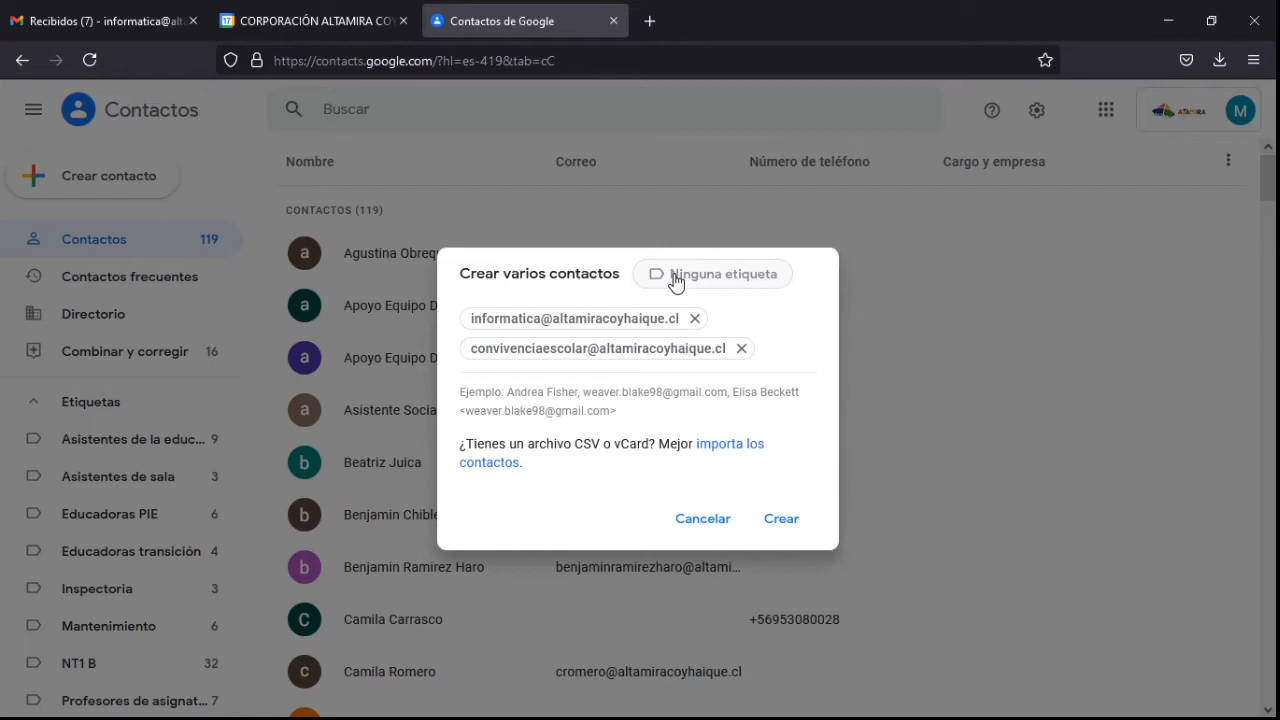 Recibidos (7) - informatica@alt
CORPORACIÓN ALTAMIRA COY
Contactos de Google
https://contacts.google.com/?hl=es-419&tab=cC
Contactos
Buscar
ATAMIRA
M
Crear contacto
Nombre
Correo
Número de teléfono
Cargo y empresa
CONTACTOS (119)
Contactos 119
Contactos frecuentes
Directorio
Combinar y corregir 16
Etiquetas
Asistentes de la educ... 9
Asistentes de sala 3
Educadoras PIE 6
Educadoras transición 4
Inspectoria 3
Mantenimiento 6
NT1 B 32
Profesores de asignat... 7
a Agustina Obreq
a Apoyo Equipo D
a Apoyo Equipo D
a Asistente Socia
b Beatriz Juica
b Benjamin Chible
b Benjamin Ramirez Haro benjaminramirezharo@altami...
C Camila Carrasco +56953080028
c Camila Romero cromero@altamiracoyhaique.cl
Crear varios contactos
Ninguna etiqueta
informatica@altamiracoyhaique.cl
convivenciaescolar@altamiracoyhaique.cl
Ejemplo: Andrea Fisher, weaver.blake98@gmail.com, Elisa Beckett
<weaver.blake98@gmail.com>
¿Tienes un archivo CSV o vCard? Mejor importa los
contactos.
Cancelar
Crear